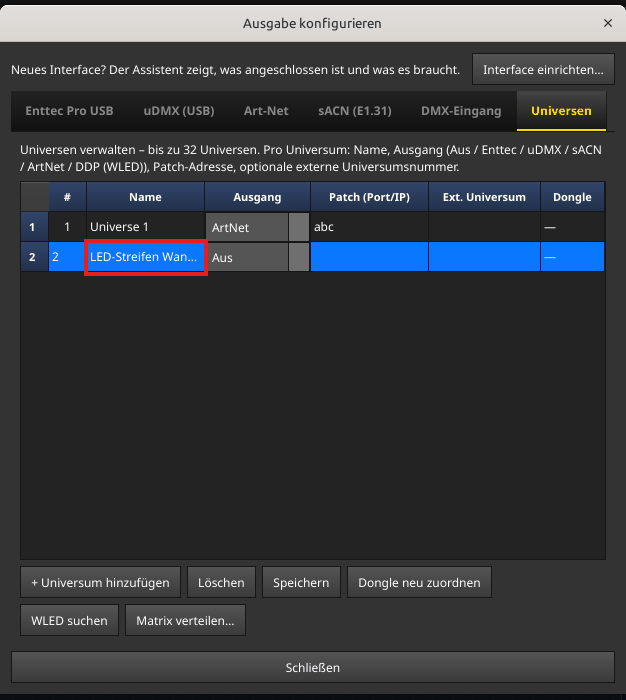 Ausgabe konfigurieren
×
Neues Interface? Der Assistent zeigt, was angeschlossen ist und was es braucht.
Interface einrichten...
Enttec Pro USB
uDMX (USB)
Art-Net
sACN (E1.31)
DMX-Eingang
Universen
Universen verwalten – bis zu 32 Universen. Pro Universum: Name, Ausgang (Aus / Enttec / uDMX / sACN
/ ArtNet / DDP (WLED)), Patch-Adresse, optionale externe Universumsnummer.
# Name Ausgang Patch (Port/IP) Ext. Universum Dongle
1 1 Universe 1 ArtNet abc —
2 2 LED-Streifen Wan... Aus —
+ Universum hinzufügen
Löschen
Speichern
Dongle neu zuordnen
WLED suchen
Matrix verteilen...
Schließen